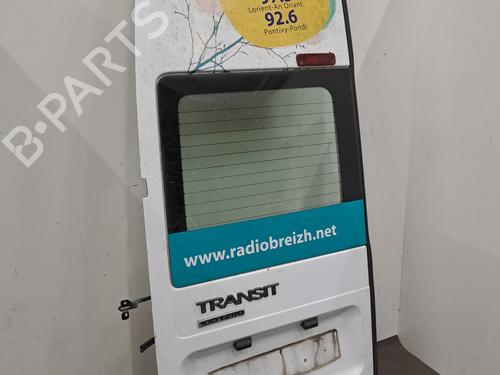 Lorient-An Oriant
92.6
Pontivy-Pondi
B-PARTS
www.radiobreizh.net
TRANSIT